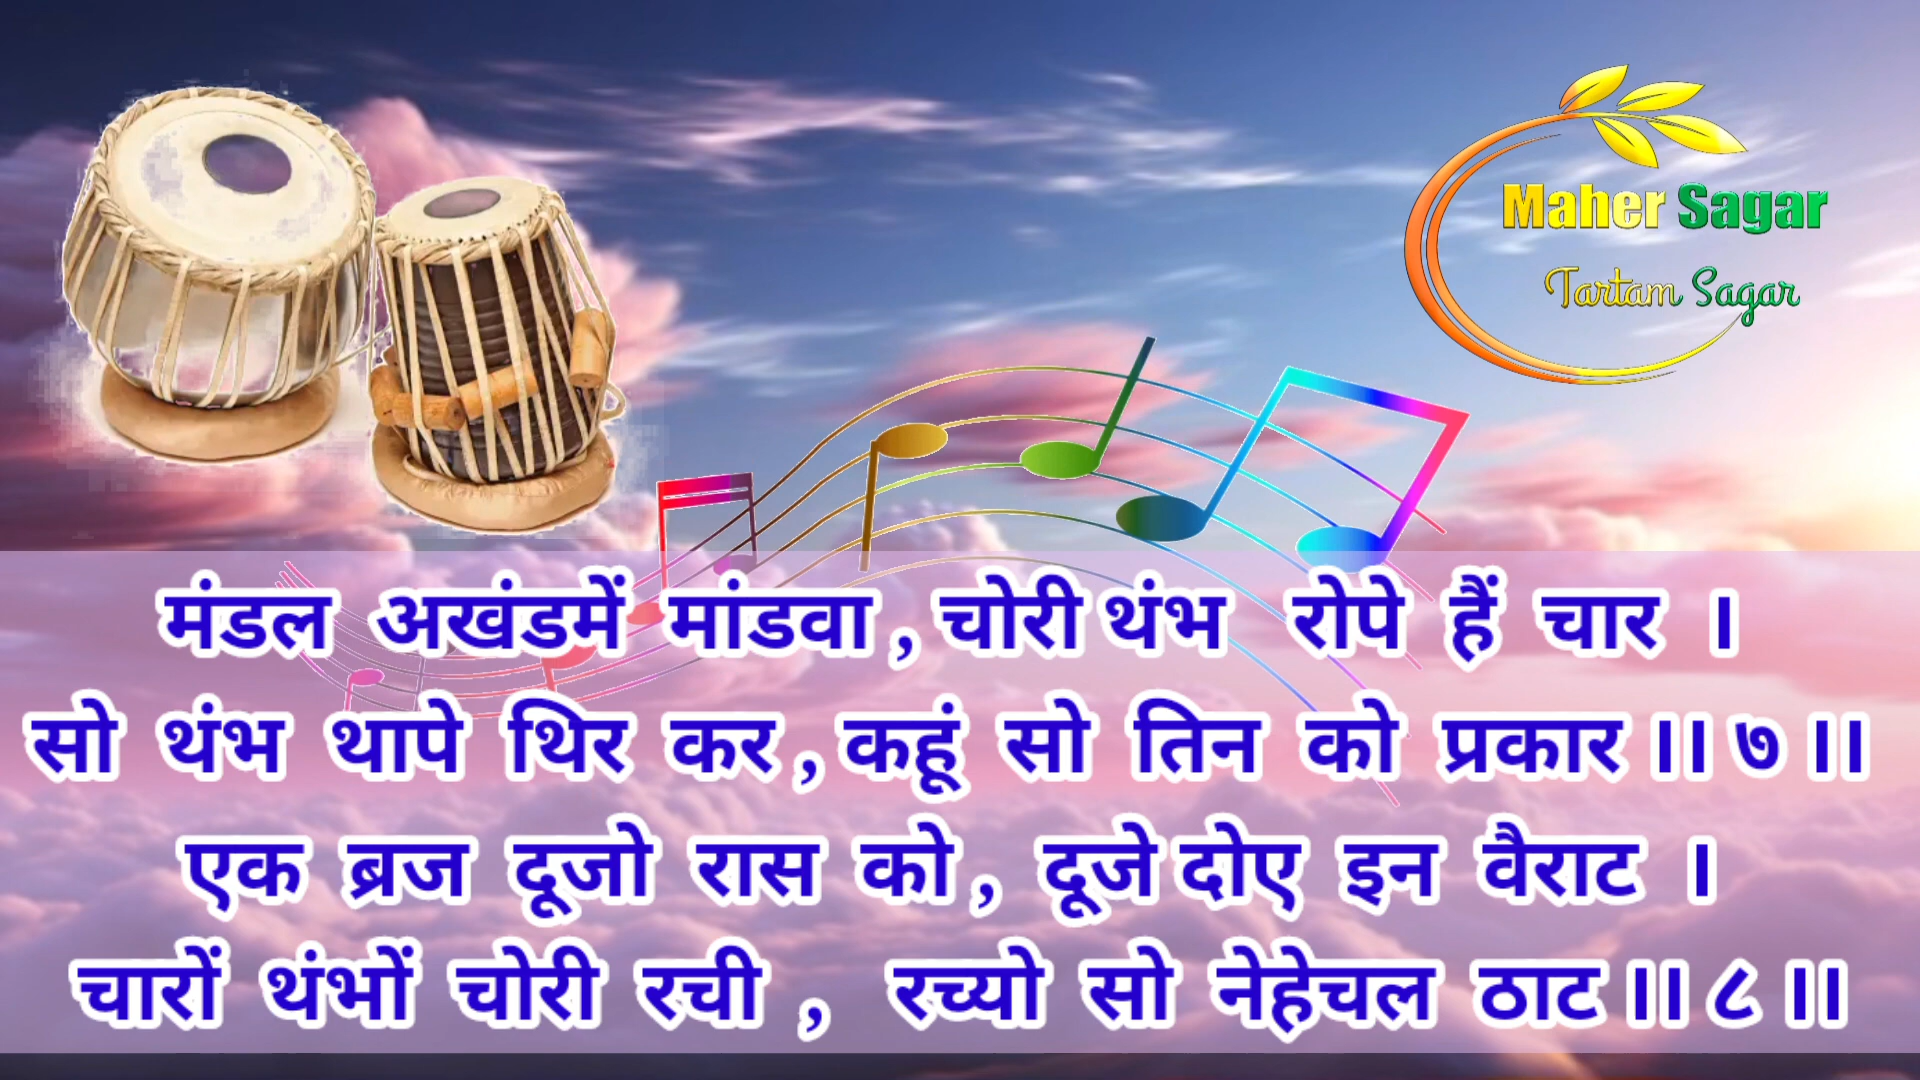 Maher Sagar
Tartam Sagar
मंडल अखंडमें मांडवा, चोरी थंभ रोपे हैं चार ।
सो थंभ थापे थिर कर, कहूं सो तिन को प्रकार ।। ७ ।।
एक ब्रज दूजो रास को, दूजे दोए इन वैराट ।
चारों थंभों चोरी रची , रच्यो सो नेहेचल ठाट ।। ८ ।।